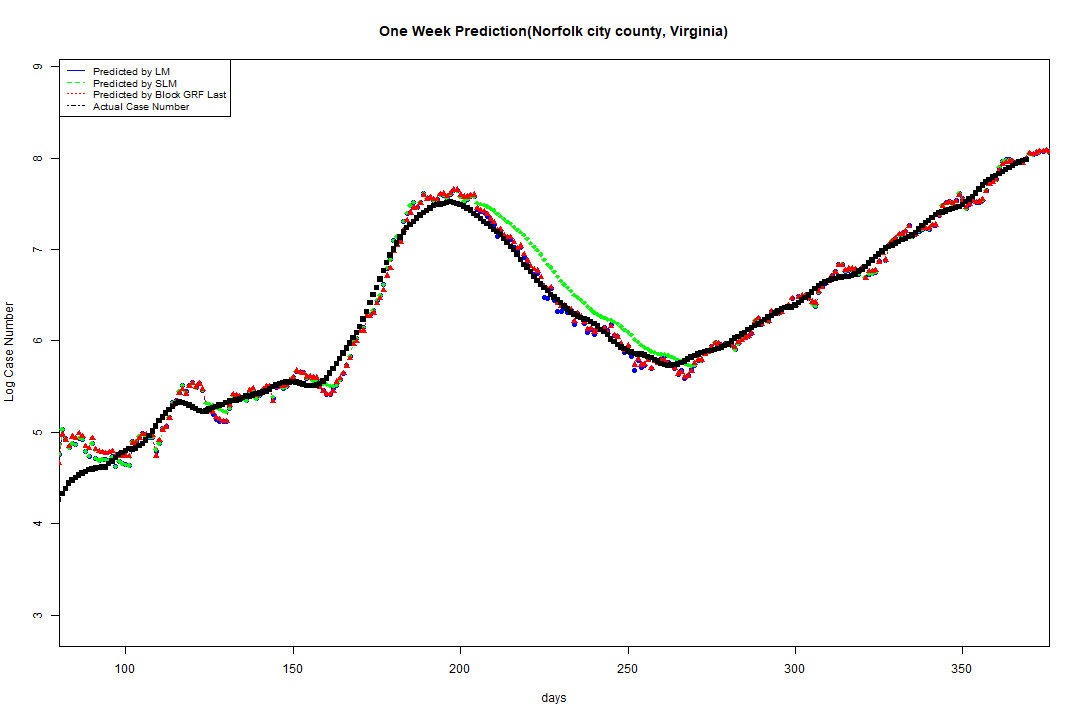 One Week Prediction(Norfolk city county, Virginia)
Predicted by LM
Predicted by SLM
Predicted by Block GRF Last
Actual Case Number
Log Case Number
9
8
7
6
5
4
3
100 150 200 250 300 350
days